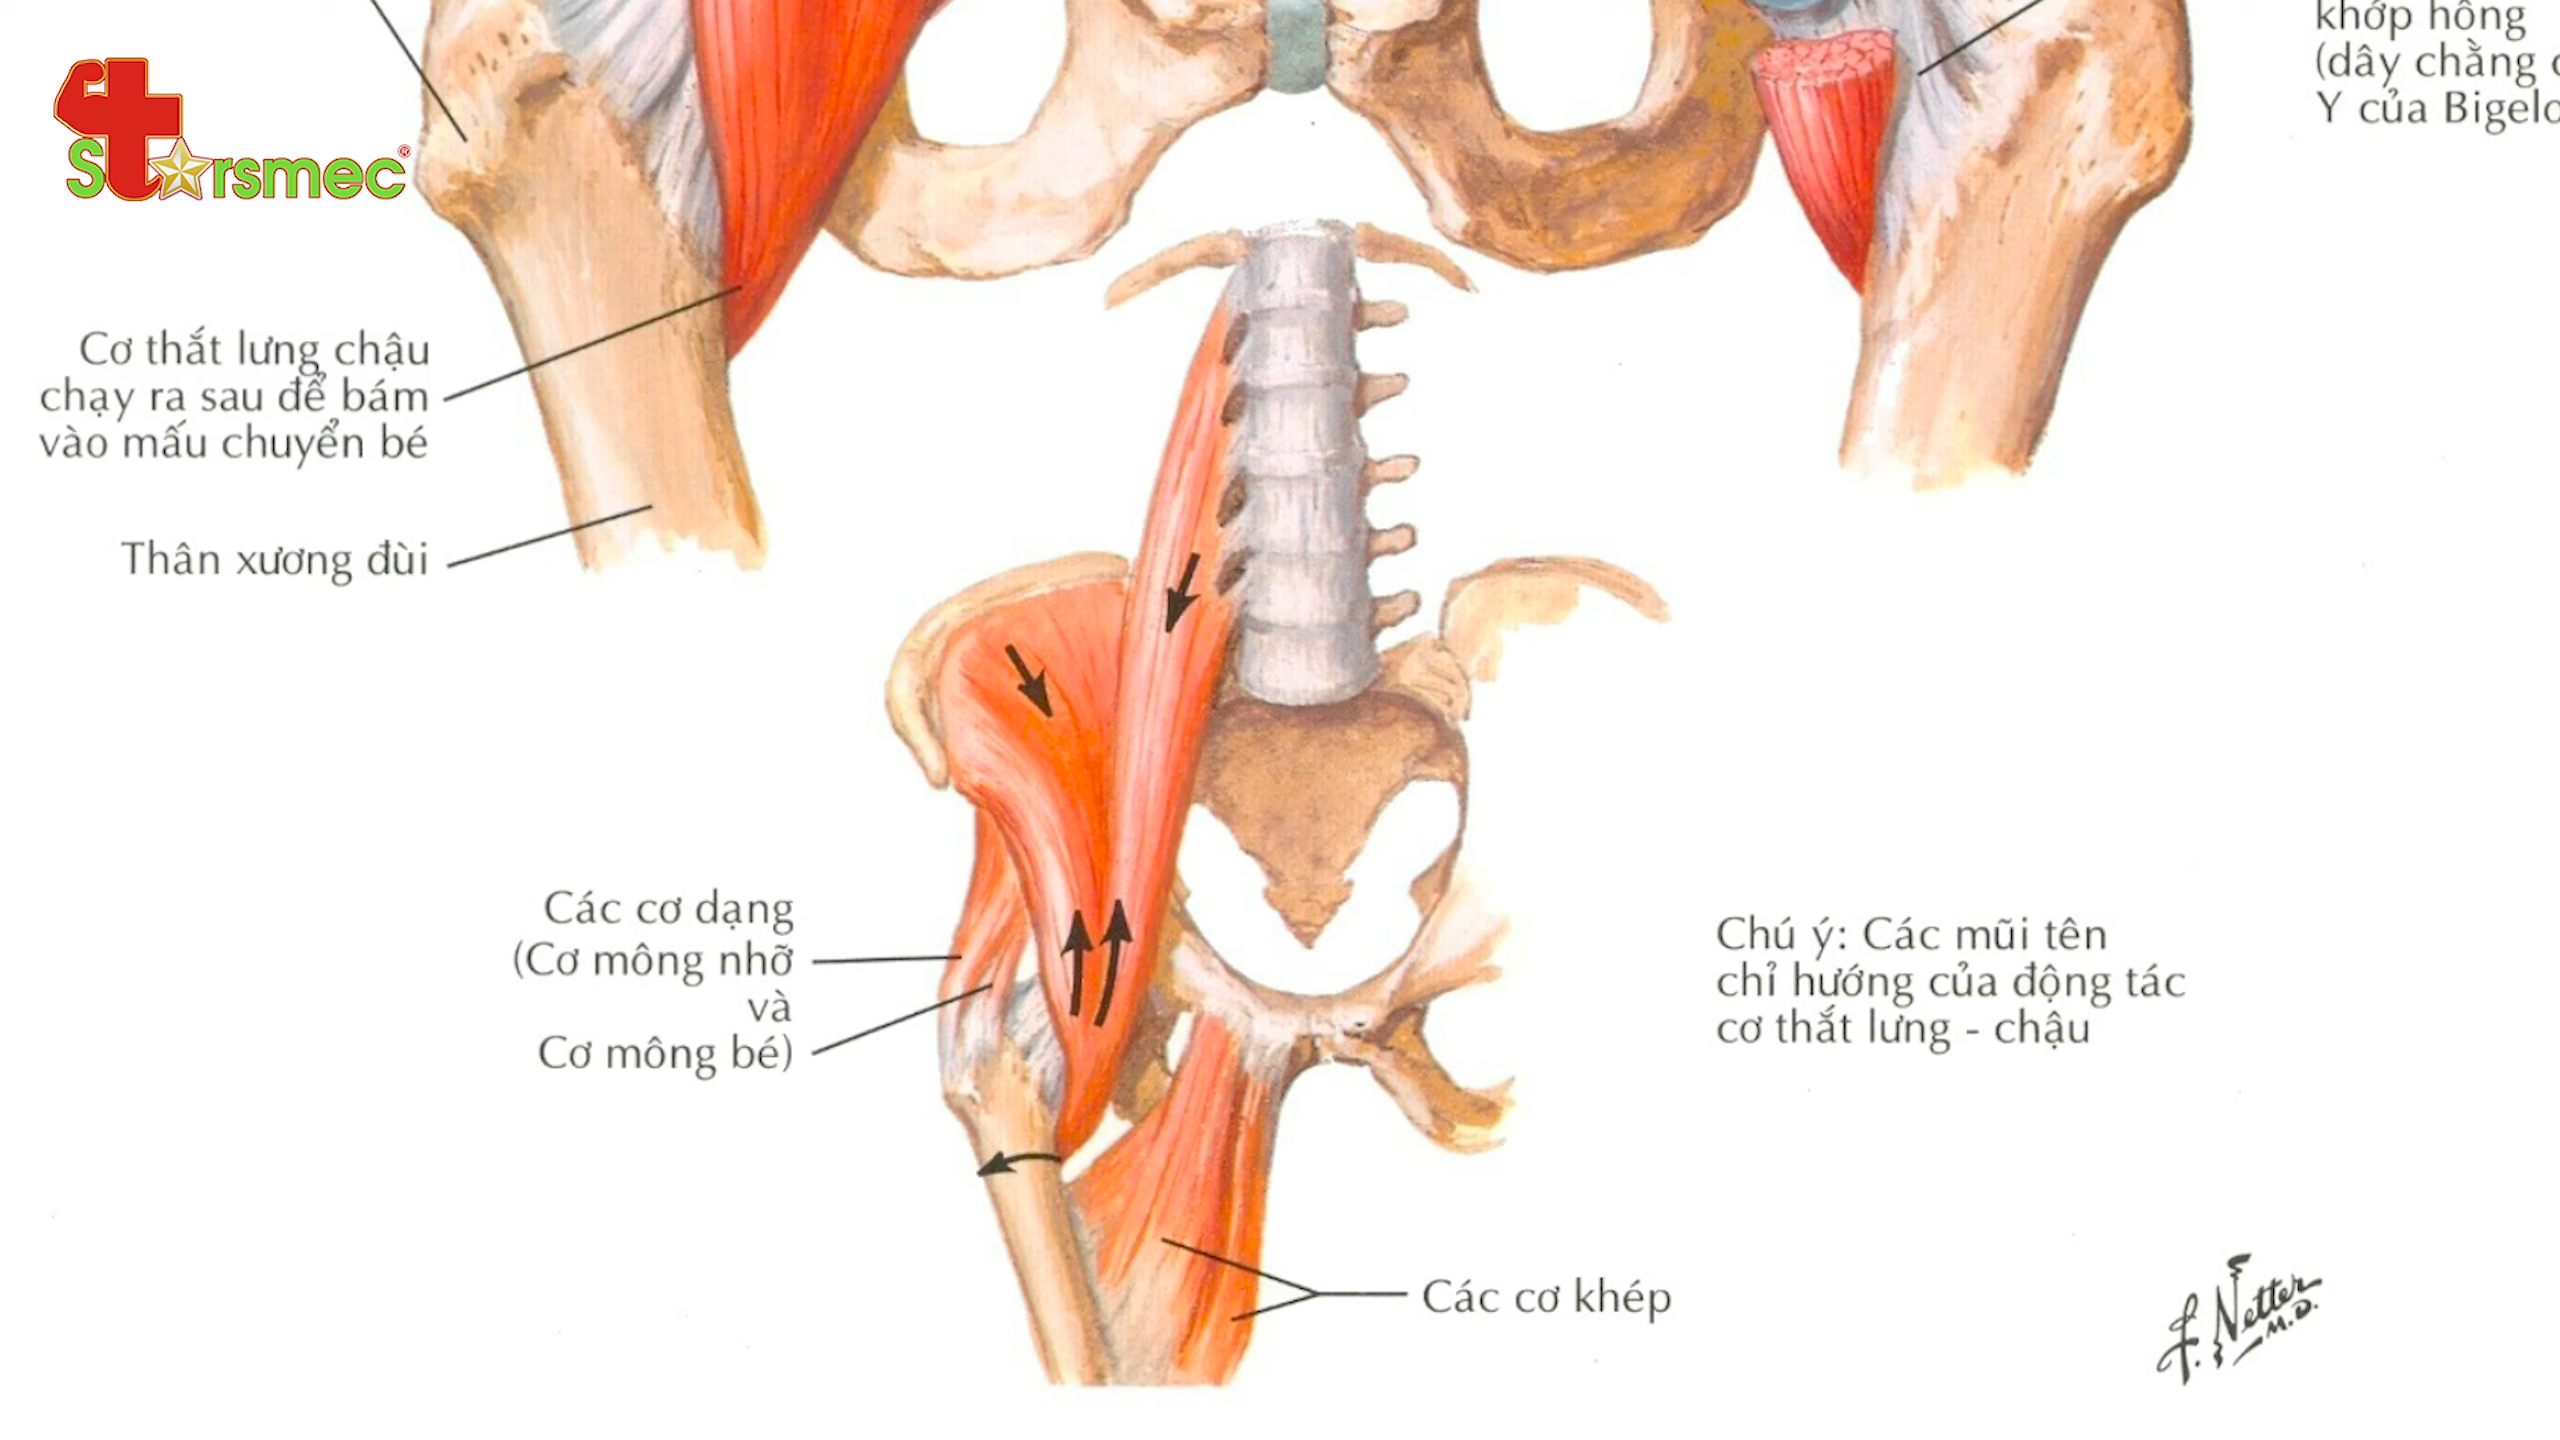 Starsmec
khớp hông
(dây chằng
Y của Bigelo
Cơ thắt lưng chậu
chạy ra sau để bám
vào mấu chuyển bé
Thân xương đùi
Các cơ dạng
(Cơ mông nhỡ
và
Cơ mông bé)
Chú ý: Các mũi tên
chỉ hướng của động tác
cơ thắt lưng - chậu
Các cơ khép
F. Netter
M.D.